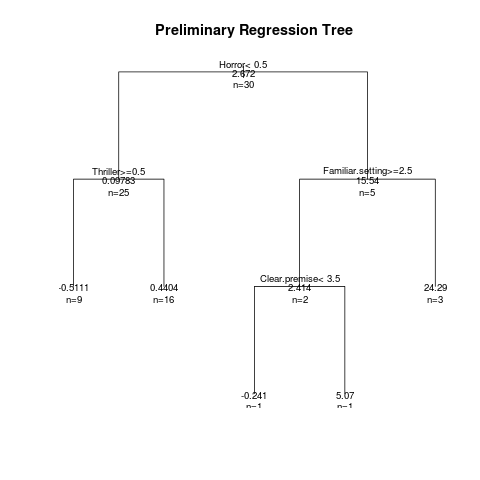 Preliminary Regression Tree
Horror< 0.5
2.672
n=30
Thriller>=0.5
0.09783
n=25
Familiar.setting>=2.5
15.54
n=5
-0.5111
n=9
0.4404
n=16
Clear.premise< 3.5
2.414
n=2
24.29
n=3
-0.241
n=1
5.07
n=1